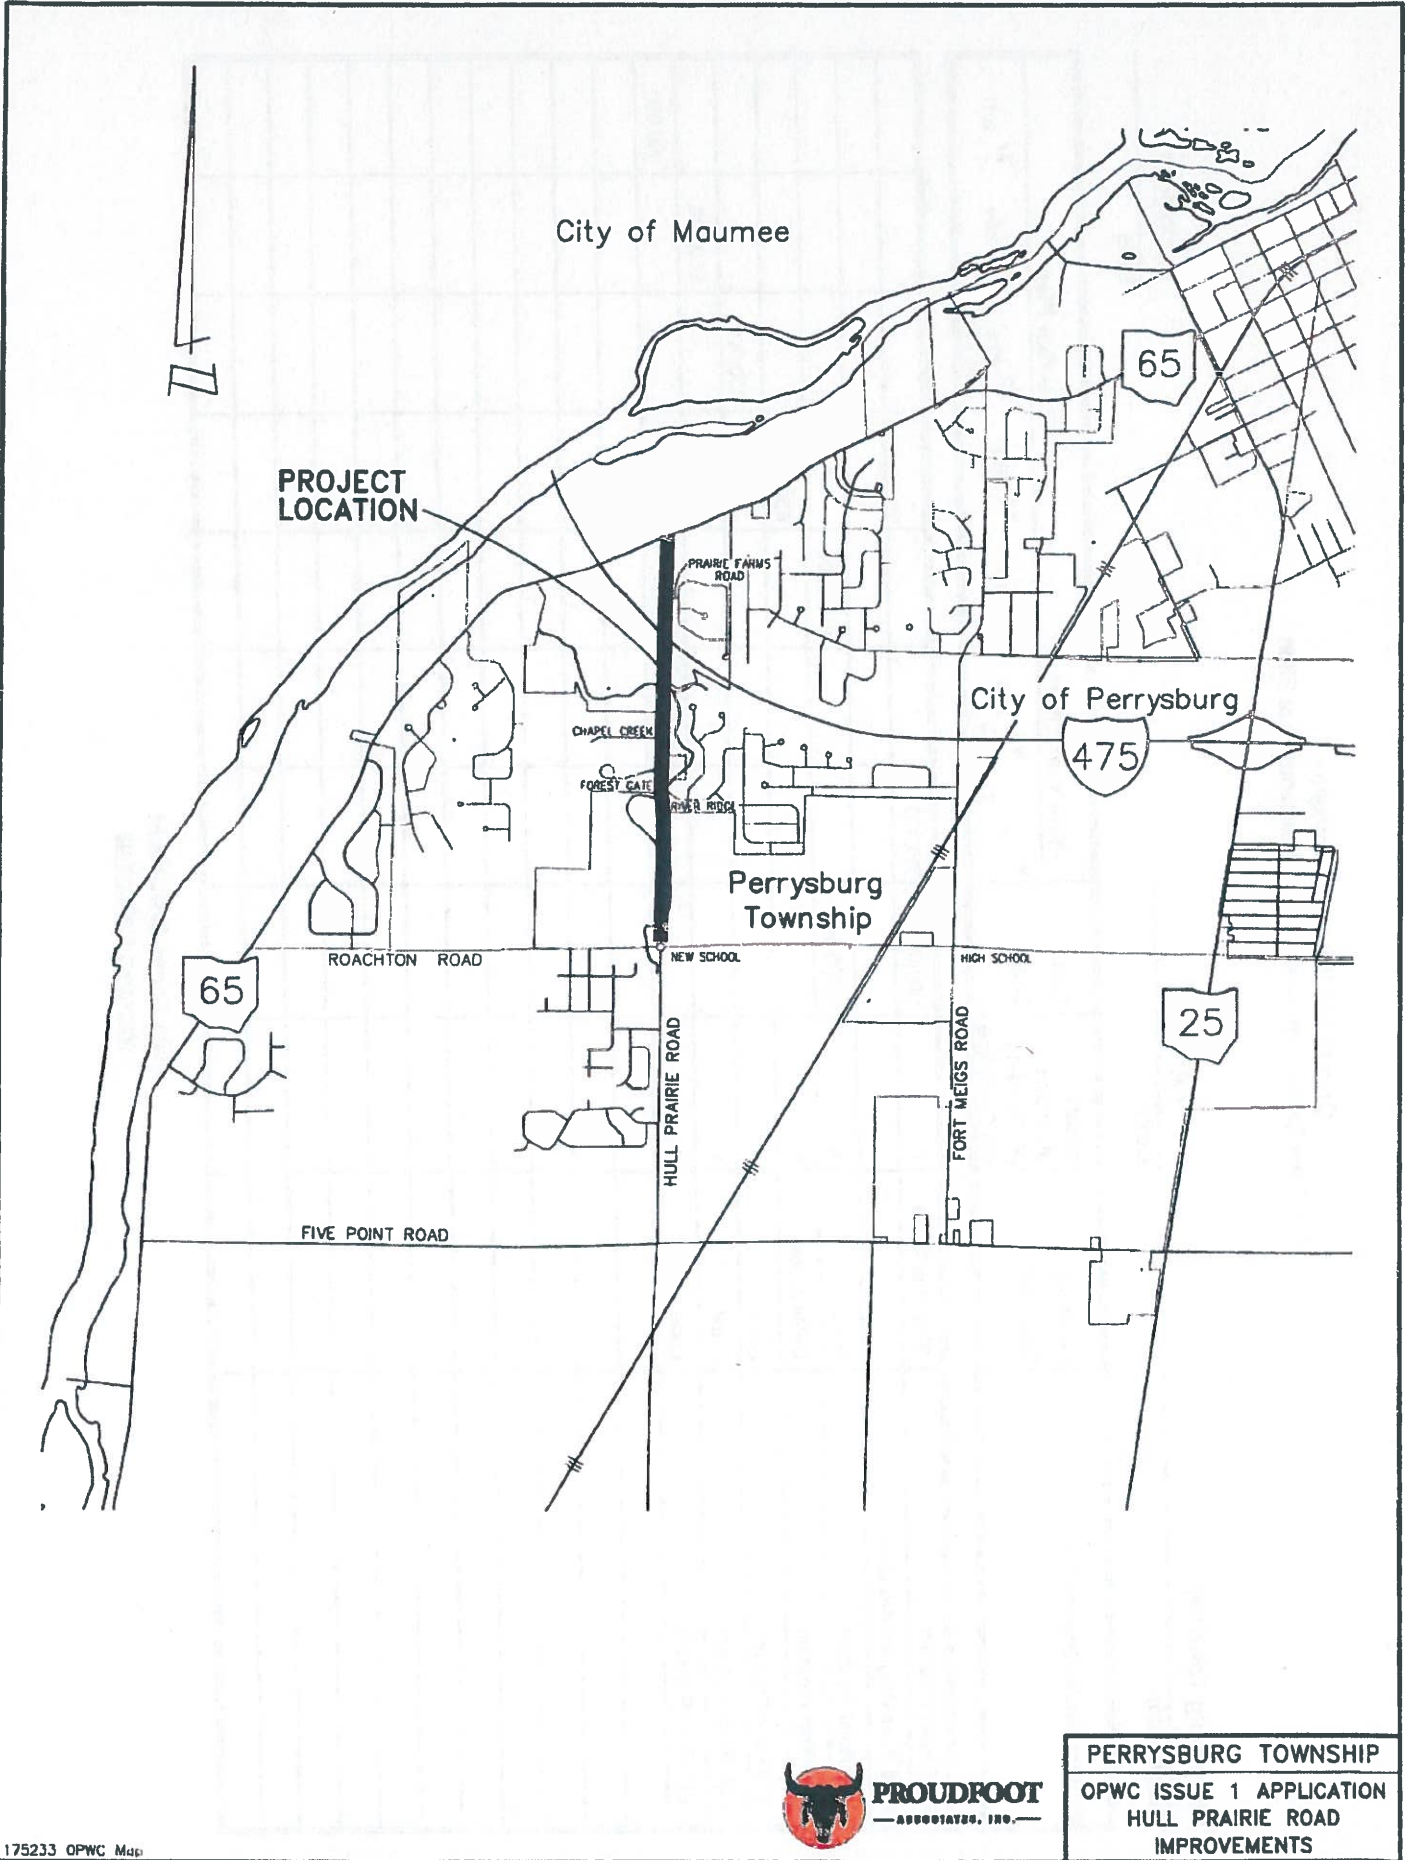 City of Maumee
65
PROJECT
LOCATION
PRAIRIE FARMS
ROAD
City of Perrysburg
CHAPEL CREEK
475
FOREST GATE
RIVER RIDGE
Perrysburg
Township
ROACHTON ROAD
NEW SCHOOL
HIGH SCHOOL
65
25
HULL PRAIRIE ROAD
FORT MEIGS ROAD
FIVE POINT ROAD
PERRYSBURG TOWNSHIP
OPWC ISSUE 1 APPLICATION
HULL PRAIRIE ROAD
IMPROVEMENTS
PROUDFOOT
ASSOCIATES, INC.
175233 OPWC Map
N